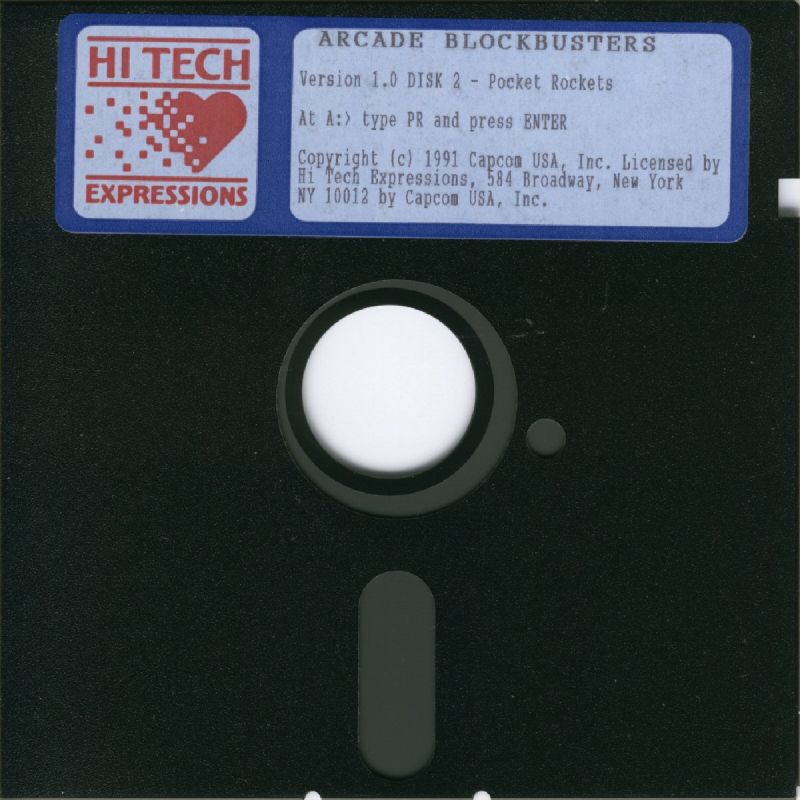 HI TECH
EXPRESSIONS
ARCADE BLOCKBUSTERS
Version 1.0 DISK 2 - Pocket Rockets
At A:> type PR and press ENTER
Copyright (c) 1991 Capcom USA, Inc. Licensed by
Hi Tech Expressions, 584 Broadway, New York
NY 10012 by Capcom USA, Inc.